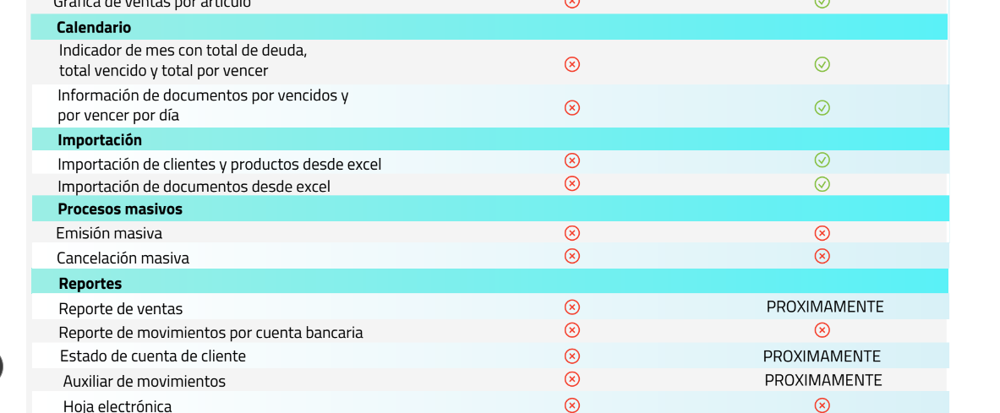 Gráfica de ventas por artículo
Calendario
Indicador de mes con total de deuda,
total vencido y total por vencer
Información de documentos por vencidos y
por vencer por día
Importación
Importación de clientes y productos desde excel
Importación de documentos desde excel
Procesos masivos
Emisión masiva
Cancelación masiva
Reportes
Reporte de ventas PROXIMAMENTE
Reporte de movimientos por cuenta bancaria
Estado de cuenta de cliente PROXIMAMENTE
Auxiliar de movimientos PROXIMAMENTE
Hoja electrónica